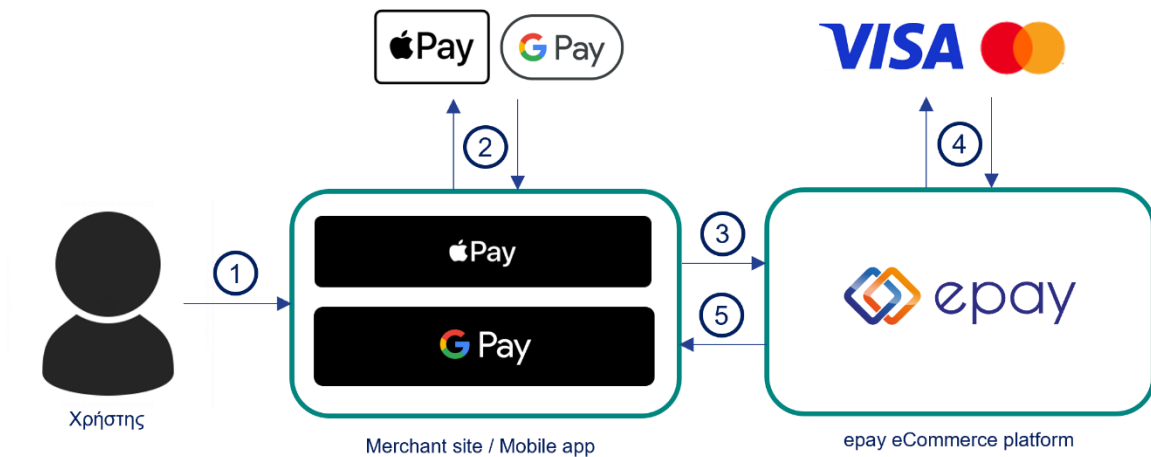 Pay
G Pay
VISA
2
4
Pay
3
1
epay
G Pay
5
Χρήστης
Merchant site / Mobile app
epay eCommerce platform